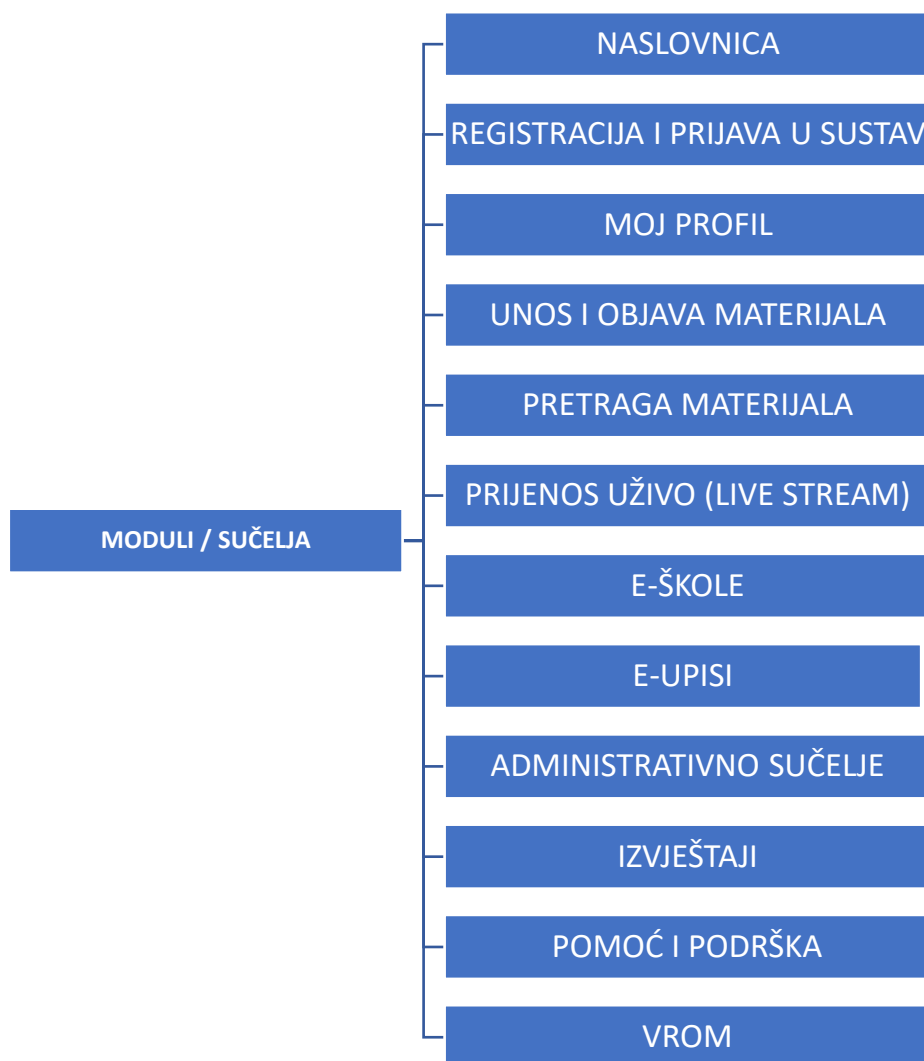 NASLOVNICA
REGISTRACIJA I PRIJAVA U SUSTAV
MOJ PROFIL
UNOS I OBJAVA MATERIJALA
PRETRAGA MATERIJALA
PRIJENOS UŽIVO (LIVE STREAM)
MODULI / SUČELJA
E-ŠKOLE
E-UPISI
ADMINISTRATIVNO SUČELJE
IZVJEŠTAJI
POMOĆ I PODRŠKA
VROM